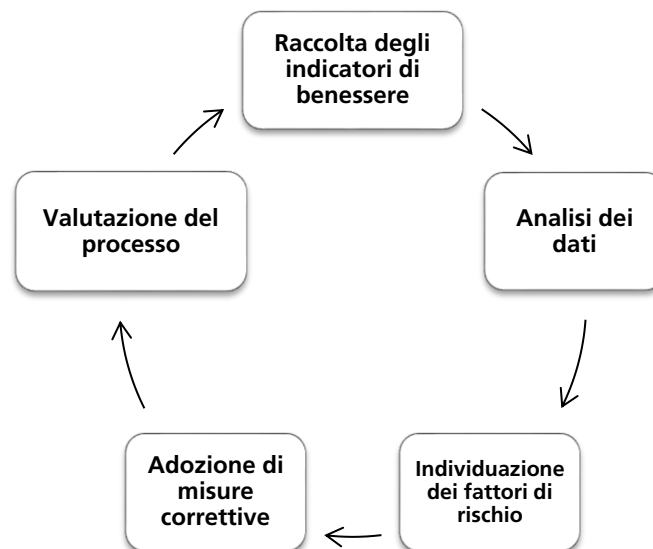 Raccolta degli
indicatori di
benessere
Analisi dei
dati
Individuazione
dei fattori di
rischio
Adozione di
misure
correttive
Valutazione del
processo